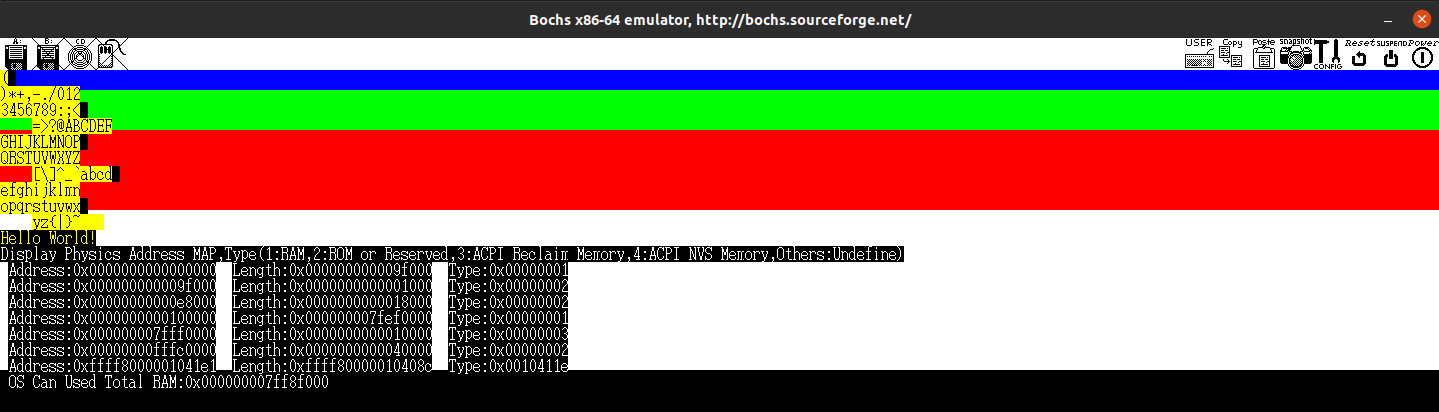 Bochs x86-64 emulator, http://bochs.sourceforge.net/
A: B: CD USER Copy Poste snapshot CONFIG Reset SUSPEND Power
(
)*+,-./012
3456789:;<
=>?@ABCDEF
GHIJKLMNOP
QRSTUVWXYZ
[\]^_`abcd
efghijklmn
opqrstuvwx
yz{|}~
Hello World!
Display Physics Address MAP,Type(1:RAM,2:ROM or Reserved,3:ACPI Reclaim Memory,4:ACPI NVS Memory,Others:Undefine)
Address:0x0000000000000000 Length:0x000000000009f000 Type:0x00000001
Address:0x000000000009f000 Length:0x0000000000001000 Type:0x00000002
Address:0x00000000000e8000 Length:0x0000000000018000 Type:0x00000002
Address:0x0000000000100000 Length:0x000000007fef0000 Type:0x00000001
Address:0x000000007fff0000 Length:0x0000000000010000 Type:0x00000003
Address:0x00000000fffc0000 Length:0x0000000000040000 Type:0x00000002
Address:0xffff8000001041e1 Length:0xffff80000010408c Type:0x0010411e
OS Can Used Total RAM:0x000000007ff8f000